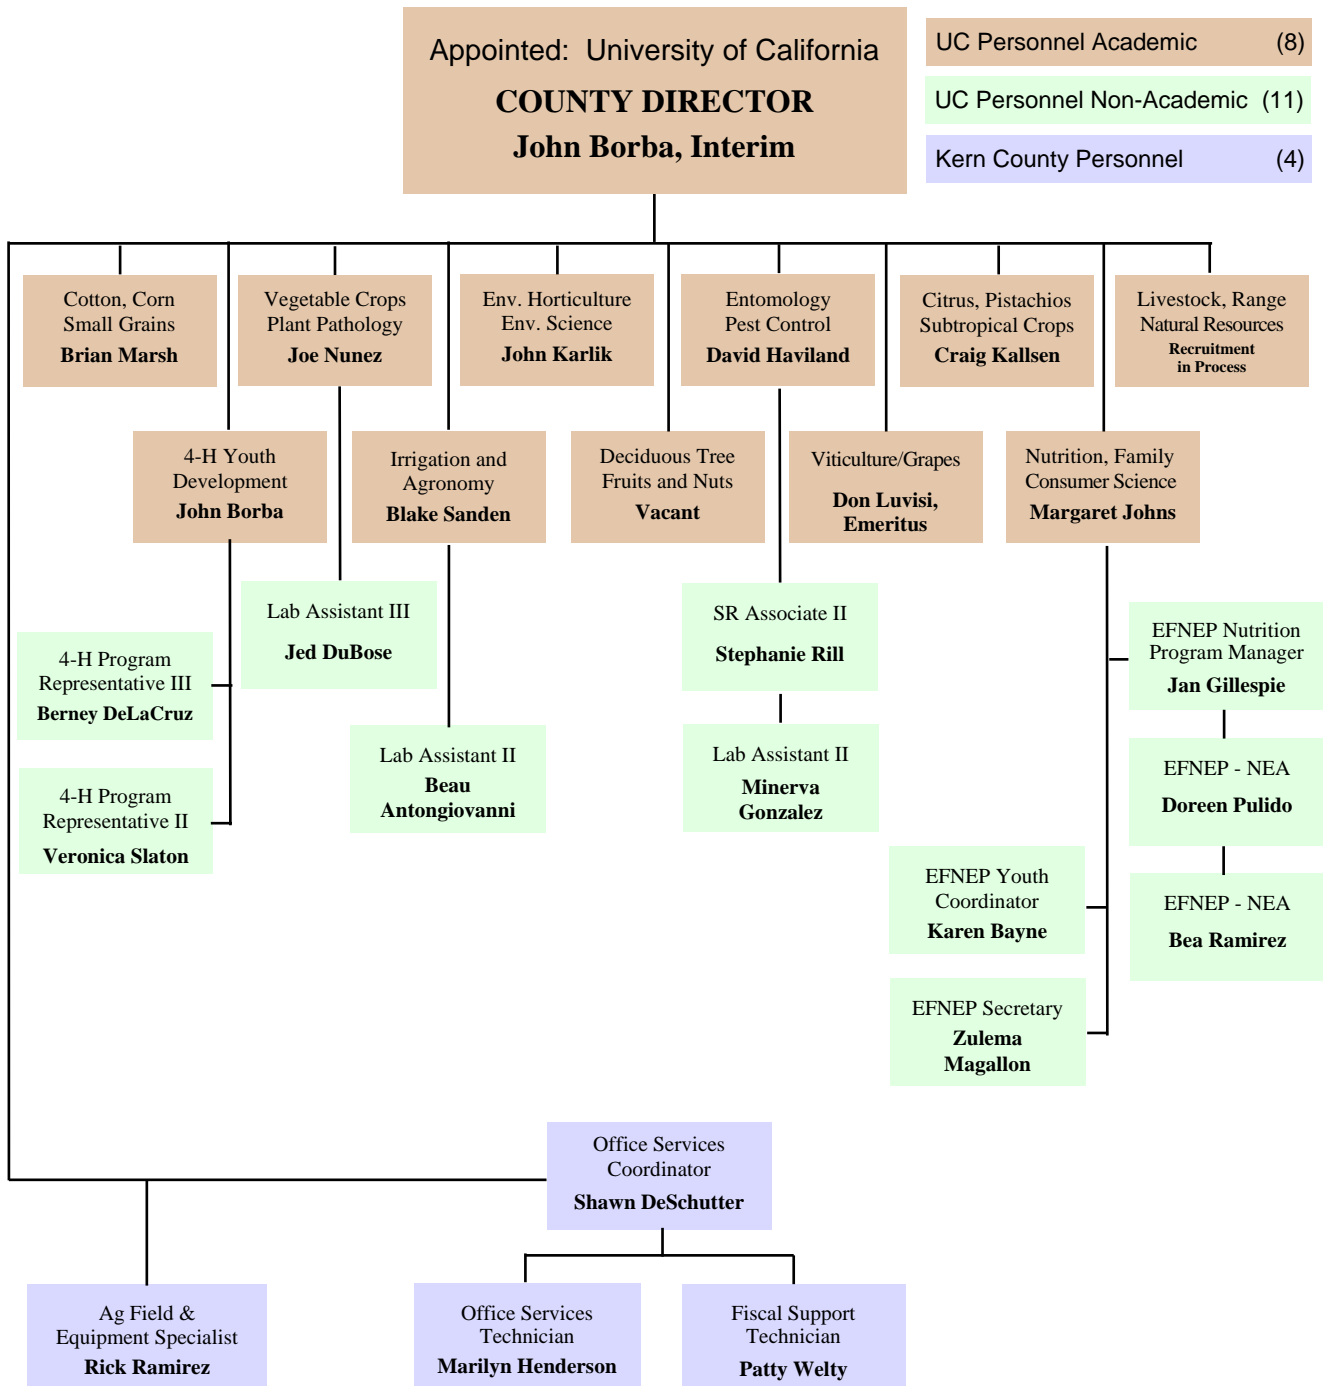 Appointed: University of California
COUNTY DIRECTOR
John Borba, Interim
UC Personnel Academic (8)
UC Personnel Non-Academic (11)
Kern County Personnel (4)
Cotton, Corn
Small Grains
Brian Marsh
Vegetable Crops
Plant Pathology
Joe Nunez
Env. Horticulture
Env. Science
John Karlik
Entomology
Pest Control
David Haviland
Citrus, Pistachios
Subtropical Crops
Craig Kallsen
Livestock, Range
Natural Resources
Recruitment
in Process
4-H Youth
Development
John Borba
Irrigation and
Agronomy
Blake Sanden
Deciduous Tree
Fruits and Nuts
Vacant
Viticulture/Grapes
Don Luvisi,
Emeritus
Nutrition, Family
Consumer Science
Margaret Johns
Lab Assistant III
Jed DuBose
SR Associate II
Stephanie Rill
EFNEP Nutrition
Program Manager
Jan Gillespie
4-H Program
Representative III
Berney DeLaCruz
Lab Assistant II
Beau
Antongiovanni
Lab Assistant II
Minerva
Gonzalez
EFNEP - NEA
Doreen Pulido
4-H Program
Representative II
Veronica Slaton
EFNEP Youth
Coordinator
Karen Bayne
EFNEP - NEA
Bea Ramirez
EFNEP Secretary
Zulema
Magallon
Office Services
Coordinator
Shawn DeSchutter
Ag Field &
Equipment Specialist
Rick Ramirez
Office Services
Technician
Marilyn Henderson
Fiscal Support
Technician
Patty Welty